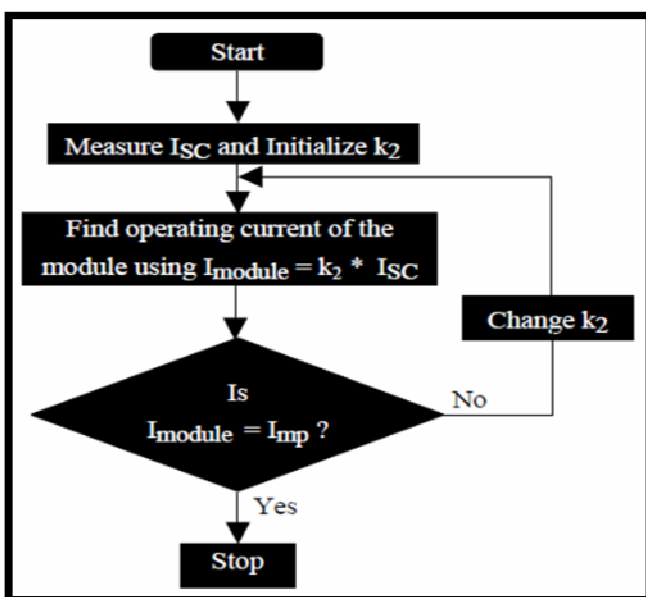 Start
Measure ISC and Initialize k2
Find operating current of the
module using Imodule = k2 * ISC
Change k2
Is
Imodule = Imp ?
No
Yes
Stop